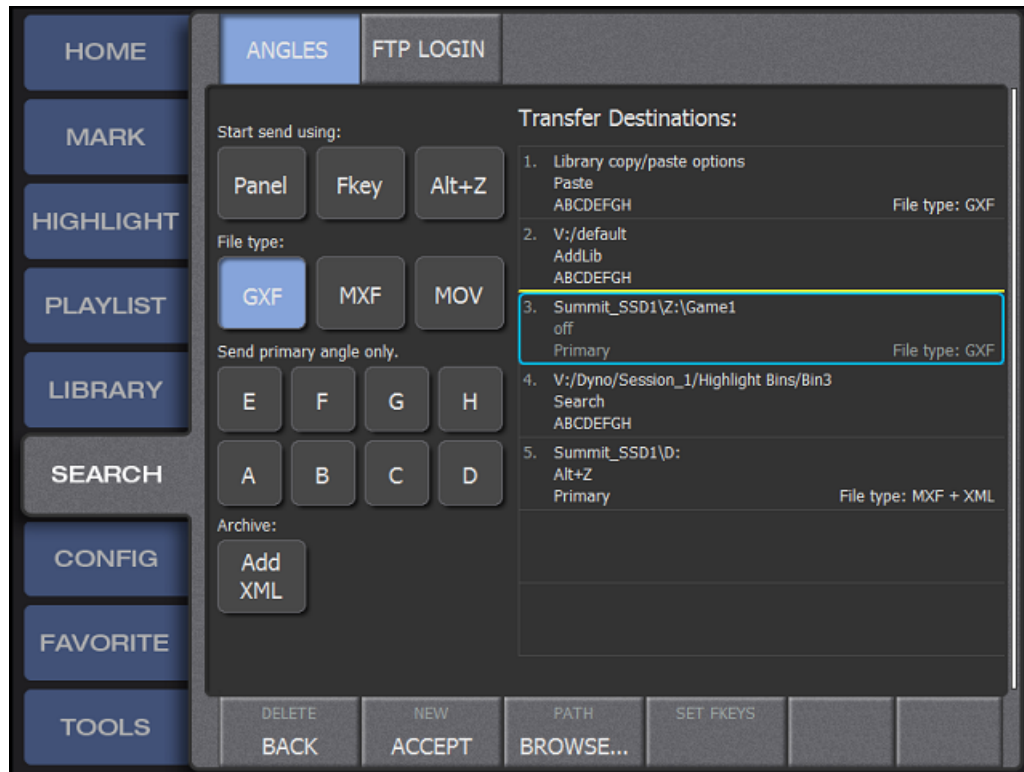 HOME
MARK
HIGHLIGHT
PLAYLIST
LIBRARY
SEARCH
CONFIG
FAVORITE
TOOLS
ANGLES
FTP LOGIN
Start send using:
Panel
Fkey
Alt+Z
File type:
GXF
MXF
MOV
Send primary angle only.
E
F
G
H
A
B
C
D
Archive:
Add
XML
Transfer Destinations:
1. Library copy/paste options
Paste
ABCDEFGH File type: GXF
2. V:/default
AddLib
ABCDEFGH
3. Summit_SSD1\Z:\Game1
off
Primary File type: GXF
4. V:/Dyno/Session_1/Highlight Bins/Bin3
Search
ABCDEFGH
5. Summit_SSD1\D:
Alt+Z
Primary File type: MXF + XML
DELETE
BACK
NEW
ACCEPT
PATH
BROWSE...
SET FKEYS